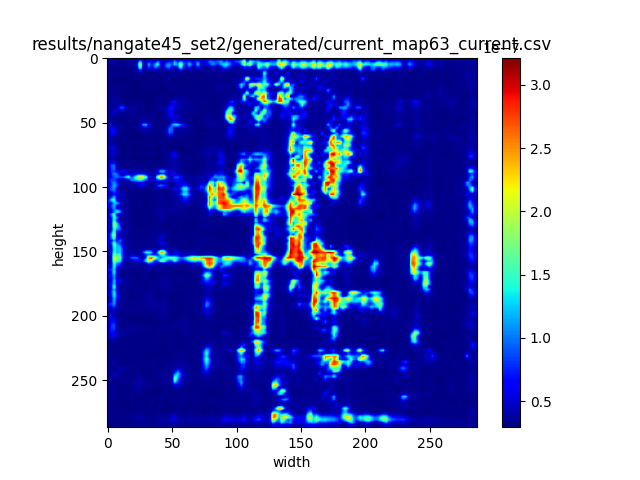 results/nangate45_set2/generated/current_map63_current.csv
1e−7
0
50
100
150
200
250
height
0 50 100 150 200 250
width
3.0
2.5
2.0
1.5
1.0
0.5